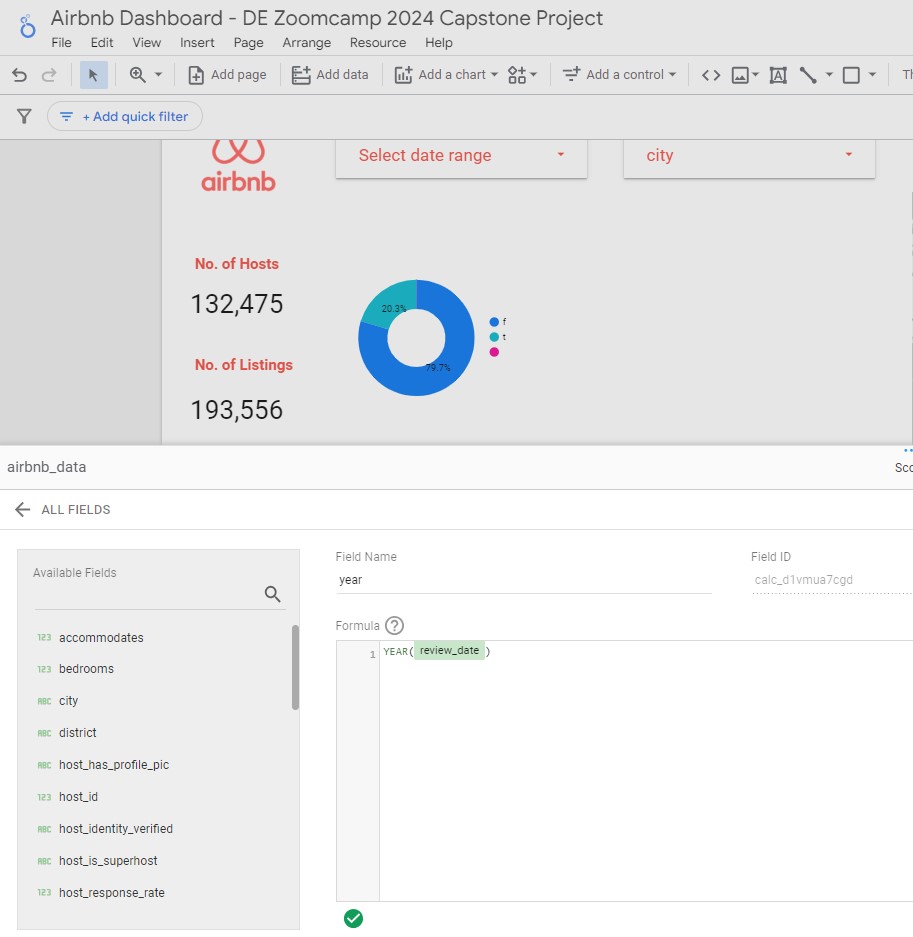 Airbnb Dashboard - DE Zoomcamp 2024 Capstone Project
File Edit View Insert Page Arrange Resource Help
Add page Add data Add a chart Add a control
+ Add quick filter
airbnb
Select date range
city
No. of Hosts
132,475
No. of Listings
193,556
20.3%
79.7%
f
t
airbnb_data
ALL FIELDS
Available Fields
123 accommodates
123 bedrooms
ABC city
ABC district
ABC host_has_profile_pic
123 host_id
ABC host_identity_verified
ABC host_is_superhost
123 host_response_rate
Field Name
year
Field ID
calc_d1vmua7cgd
Formula ?
1 YEAR( review_date )